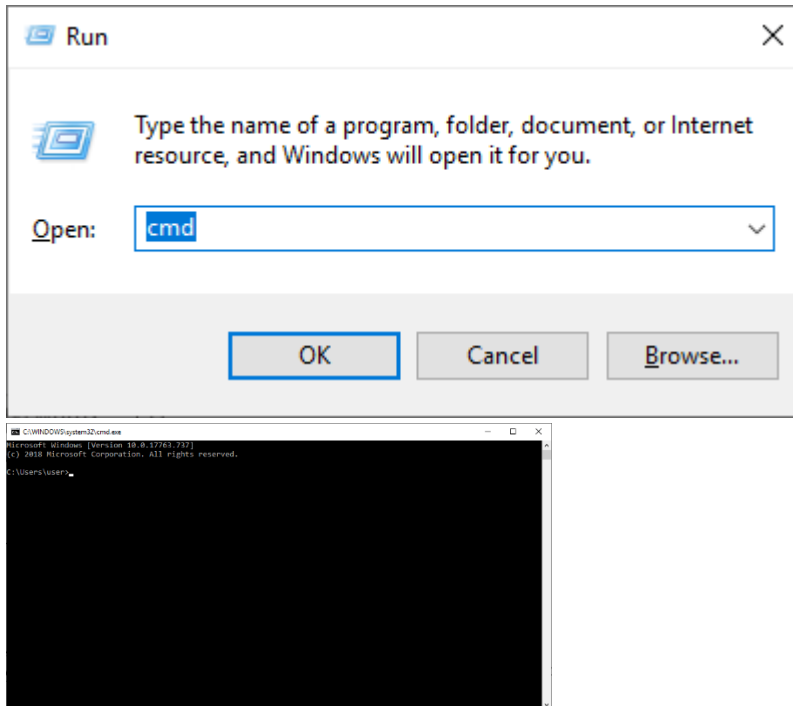 Run
Type the name of a program, folder, document, or Internet
resource, and Windows will open it for you.
Open:
cmd
OK
Cancel
Browse...
C:\WINDOWS\system32\cmd.exe
Microsoft Windows [Version 10.0.17763.737]
(c) 2018 Microsoft Corporation. All rights reserved.
C:\Users\user>